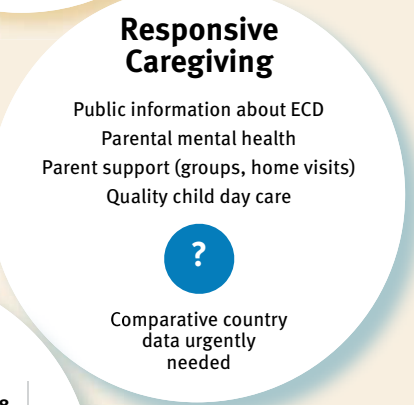 Responsive
Caregiving
Public information about ECD
Parental mental health
Parent support (groups, home visits)
Quality child day care
?
Comparative country
data urgently
needed
8